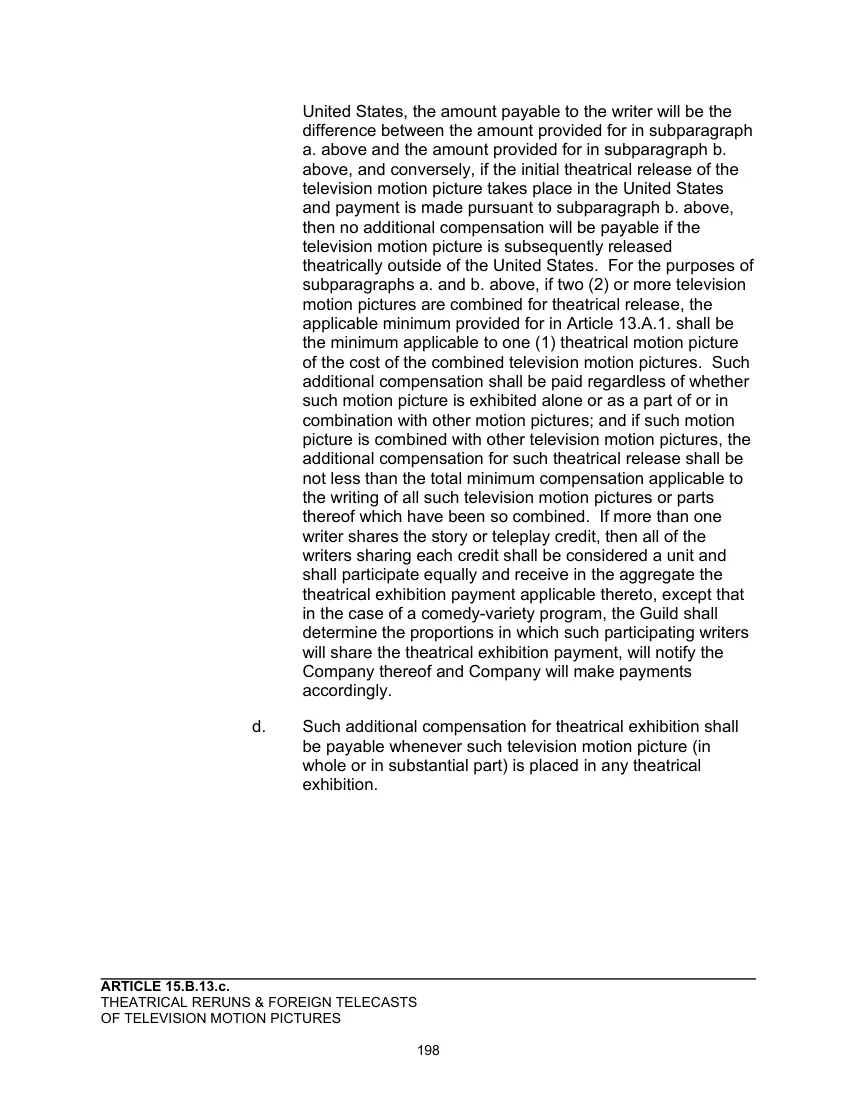 United States, the amount payable to the writer will be the
difference between the amount provided for in subparagraph
a. above and the amount provided for in subparagraph b.
above, and conversely, if the initial theatrical release of the
television motion picture takes place in the United States
and payment is made pursuant to subparagraph b. above,
then no additional compensation will be payable if the
television motion picture is subsequently released
theatrically outside of the United States.  For the purposes of
subparagraphs a. and b. above, if two (2) or more television
motion pictures are combined for theatrical release, the
applicable minimum provided for in Article 13.A.1. shall be
the minimum applicable to one (1) theatrical motion picture
of the cost of the combined television motion pictures.  Such
additional compensation shall be paid regardless of whether
such motion picture is exhibited alone or as a part of or in
combination with other motion pictures; and if such motion
picture is combined with other television motion pictures, the
additional compensation for such theatrical release shall be
not less than the total minimum compensation applicable to
the writing of all such television motion pictures or parts
thereof which have been so combined.  If more than one
writer shares the story or teleplay credit, then all of the
writers sharing each credit shall be considered a unit and
shall participate equally and receive in the aggregate the
theatrical exhibition payment applicable thereto, except that
in the case of a comedy-variety program, the Guild shall
determine the proportions in which such participating writers
will share the theatrical exhibition payment, will notify the
Company thereof and Company will make payments
accordingly.
d. Such additional compensation for theatrical exhibition shall
be payable whenever such television motion picture (in
whole or in substantial part) is placed in any theatrical
exhibition.
ARTICLE 15.B.13.c.
THEATRICAL RERUNS & FOREIGN TELECASTS
OF TELEVISION MOTION PICTURES
198